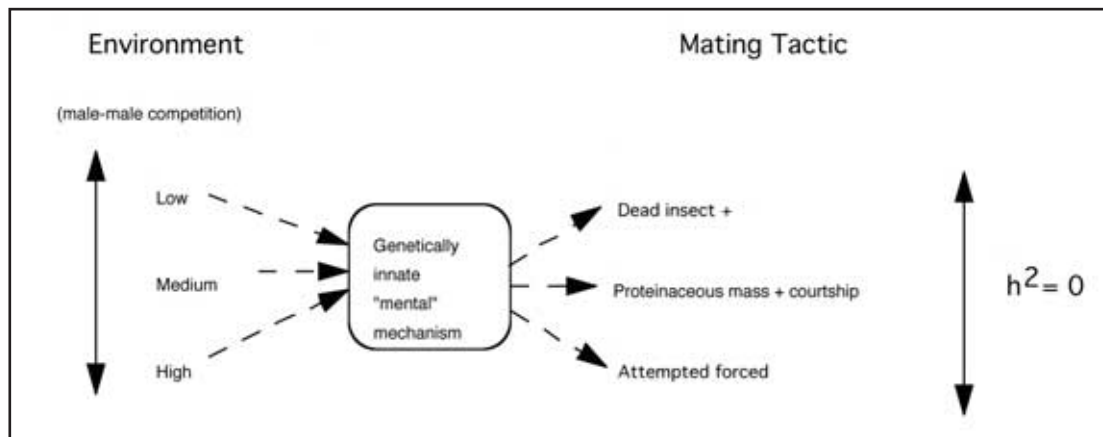 Environment
Mating Tactic
(male-male competition)
Low
Dead insect +
Genetically
innate
"mental"
mechanism
Medium
Proteinaceous mass + courtship
h² = 0
High
Attempted forced